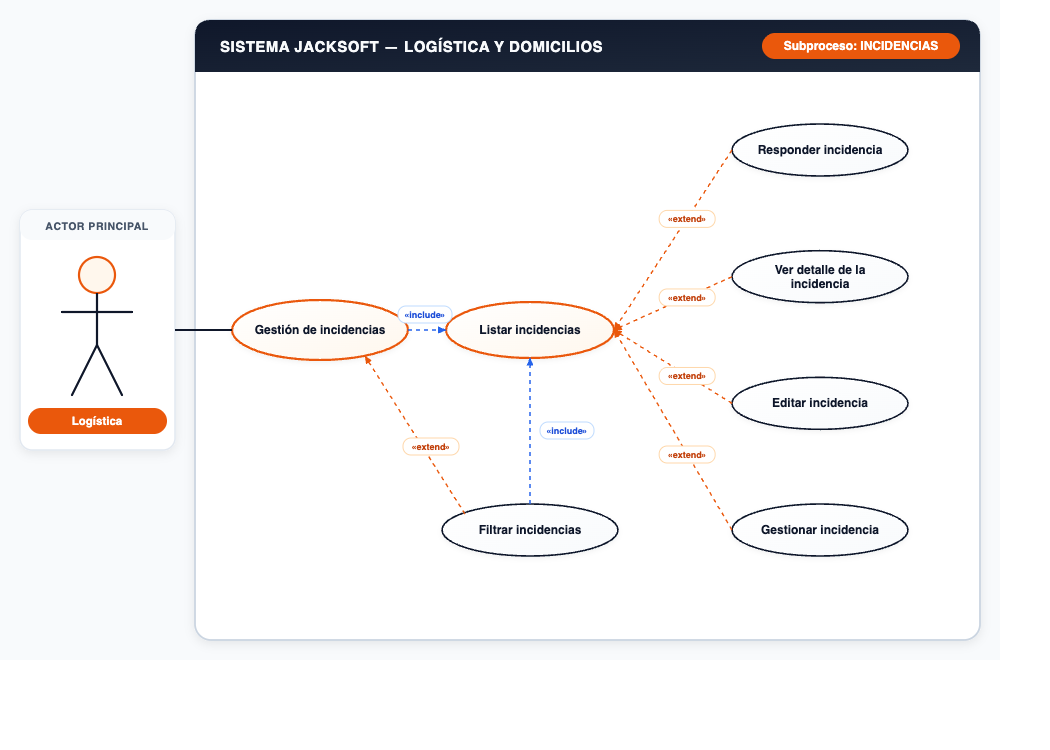 SISTEMA JACKSOFT — LOGÍSTICA Y DOMICILIOS
Subproceso: INCIDENCIAS
ACTOR PRINCIPAL
Logística
Gestión de incidencias
«include»
Listar incidencias
«extend»
Responder incidencia
«extend»
Ver detalle de la
incidencia
«extend»
Editar incidencia
«extend»
Gestionar incidencia
«extend»
«include»
Filtrar incidencias